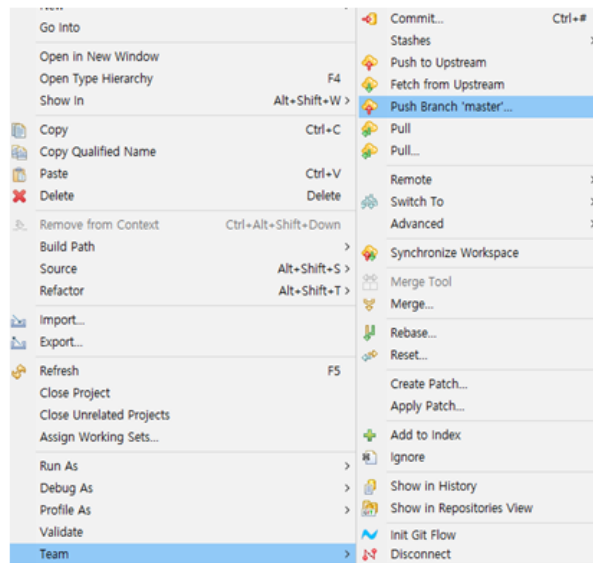 Go Into
Open in New Window
Open Type Hierarchy F4
Show In Alt+Shift+W >
Copy Ctrl+C
Copy Qualified Name
Paste Ctrl+V
Delete Delete
Remove from Context Ctrl+Alt+Shift+Down
Build Path >
Source Alt+Shift+S >
Refactor Alt+Shift+T >
Import...
Export...
Refresh F5
Close Project
Close Unrelated Projects
Assign Working Sets...
Run As >
Debug As >
Profile As >
Validate
Team >
Commit... Ctrl+#
Stashes >
Push to Upstream
Fetch from Upstream
Push Branch 'master'...
Pull
Pull...
Remote >
Switch To >
Advanced >
Synchronize Workspace
Merge Tool
Merge...
Rebase...
Reset...
Create Patch...
Apply Patch...
Add to Index
Ignore
Show in History
Show in Repositories View
Init Git Flow
Disconnect